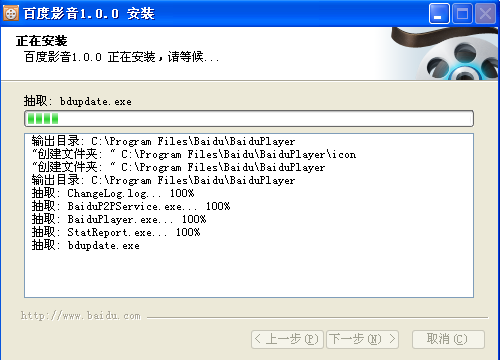 百度影音1.0.0 安装
正在安装
百度影音1.0.0 正在安装，请等候...
抽取: bdupdate.exe
输出目录: C:\Program Files\Baidu\BaiduPlayer
"创建文件夹: " C:\Program Files\Baidu\BaiduPlayer\icon
"创建文件夹: " C:\Program Files\Baidu\BaiduPlayer
输出目录: C:\Program Files\Baidu\BaiduPlayer
抽取: ChangeLog.log... 100%
抽取: BaiduP2PService.exe... 100%
抽取: BaiduPlayer.exe... 100%
抽取: StatReport.exe... 100%
抽取: bdupdate.exe
http://www.baidu.com
< 上一步(P) 下一步(N) > 取消(C)